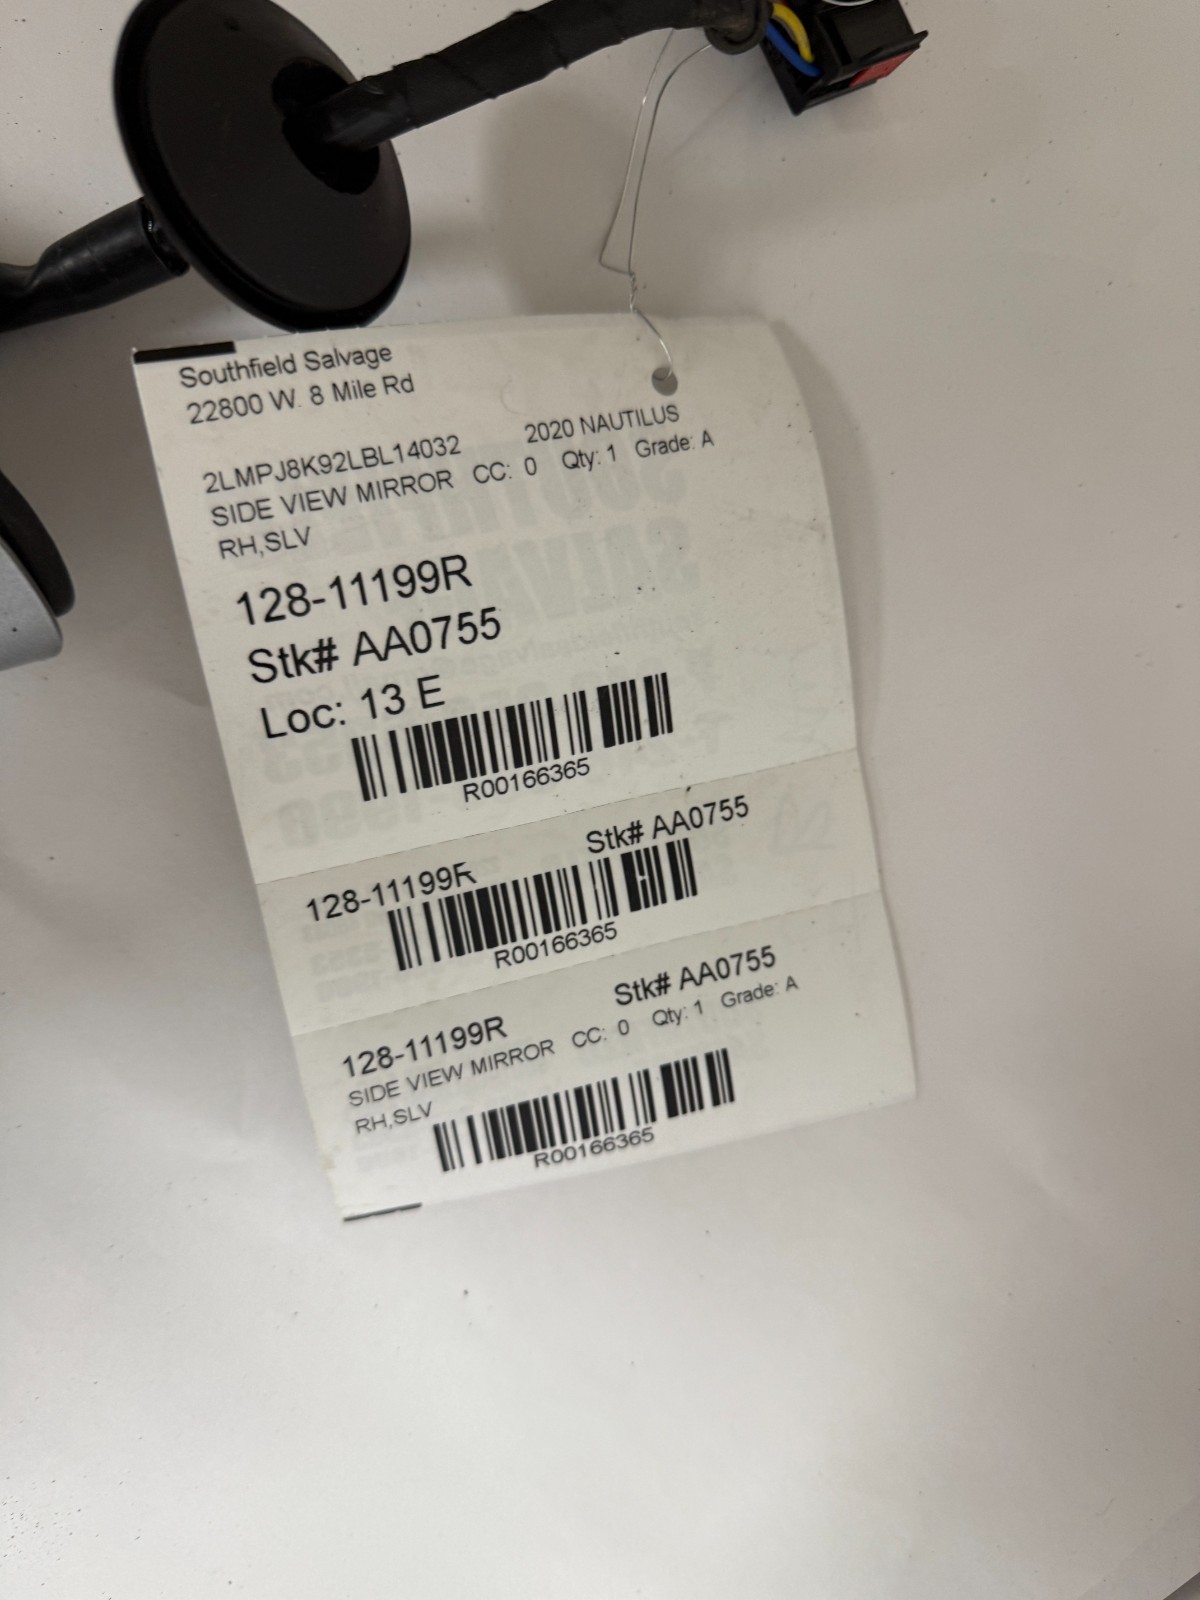 Southfield Salvage
22800 W. 8 Mile Rd
2LMPJ8K92LBL14032 2020 NAUTILUS
SIDE VIEW MIRROR CC: 0 Qty: 1 Grade: A
RH,SLV
128-11199R
Stk# AA0755
Loc: 13 E
R00166365
128-11199R Stk# AA0755
R00166365
128-11199R Stk# AA0755
SIDE VIEW MIRROR CC: 0 Qty: 1 Grade: A
RH,SLV
R00166365